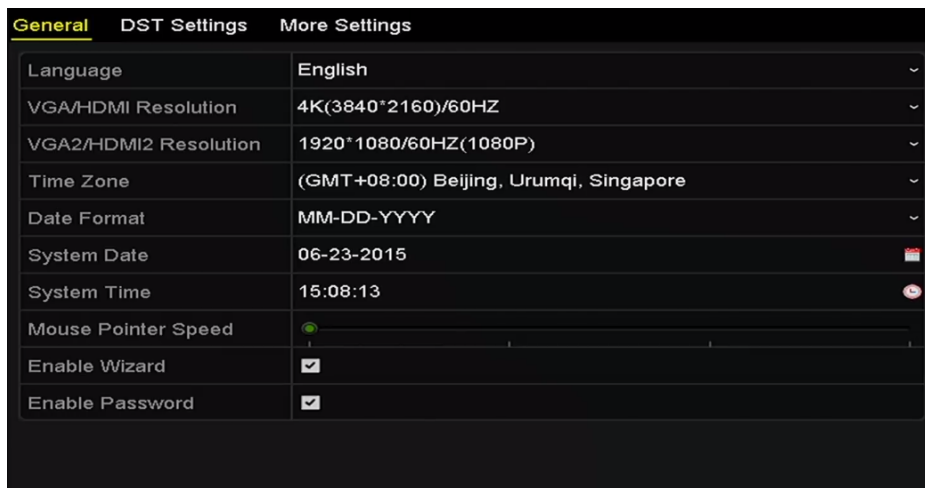 General DST Settings More Settings
Language English
VGA/HDMI Resolution 4K(3840*2160)/60HZ
VGA2/HDMI2 Resolution 1920*1080/60HZ(1080P)
Time Zone (GMT+08:00) Beijing, Urumqi, Singapore
Date Format MM-DD-YYYY
System Date 06-23-2015
System Time 15:08:13
Mouse Pointer Speed
Enable Wizard
Enable Password